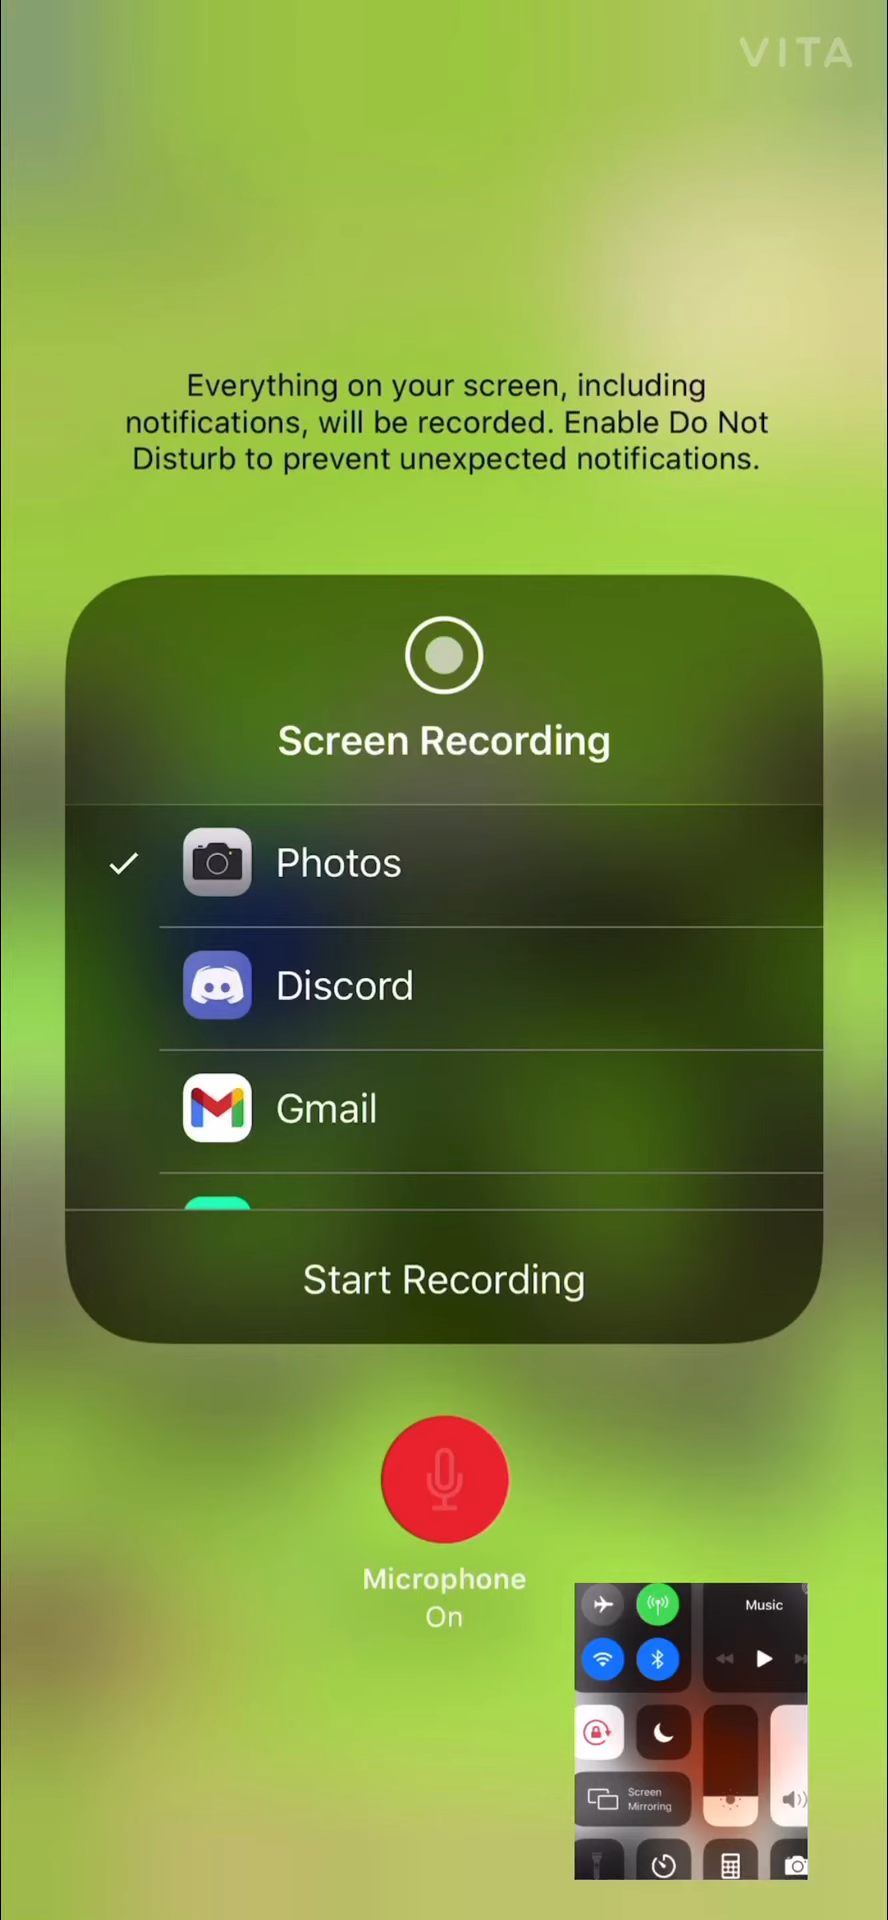 VITA
Everything on your screen, including
notifications, will be recorded. Enable Do Not
Disturb to prevent unexpected notifications.
Screen Recording
Photos
Discord
Gmail
Start Recording
Microphone
On
Music
Screen
Mirroring